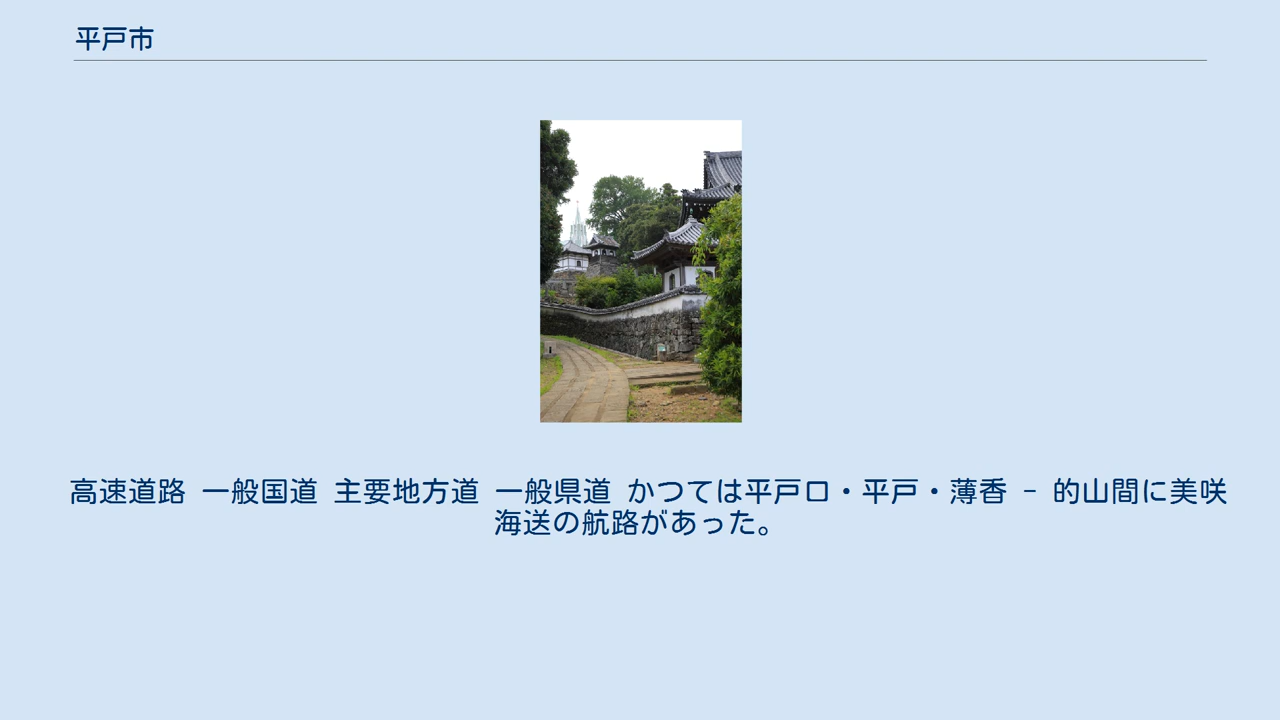 平戸市
高速道路 一般国道 主要地方道 一般県道 かつては平戸口・平戸・薄香 - 的山間に美咲
海送の航路があった。